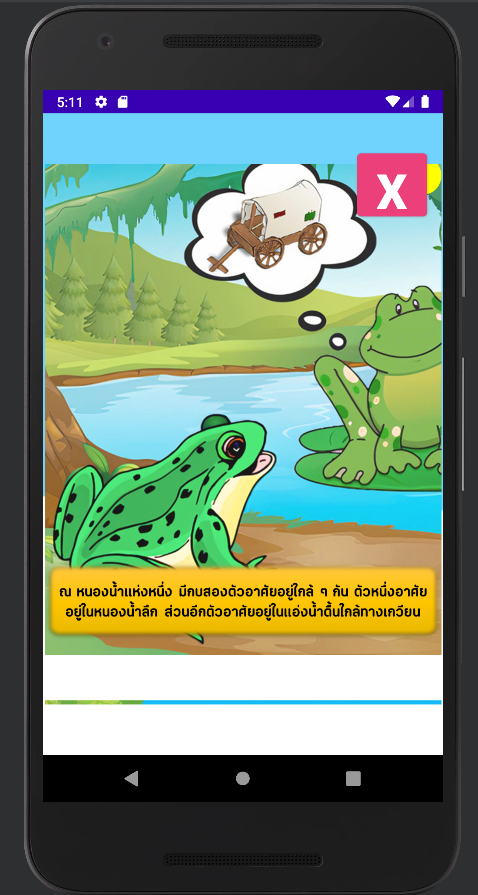 5:11
X
ณ หนองน้ำแห่งหนึ่ง มีกบสองตัวอาศัยอยู่ใกล้ ๆ กัน ตัวหนึ่งอาศัย
อยู่ในหนองน้ำลึก ส่วนอีกตัวอาศัยอยู่ในแอ่งน้ำตื้นใกล้ทางเกวียน